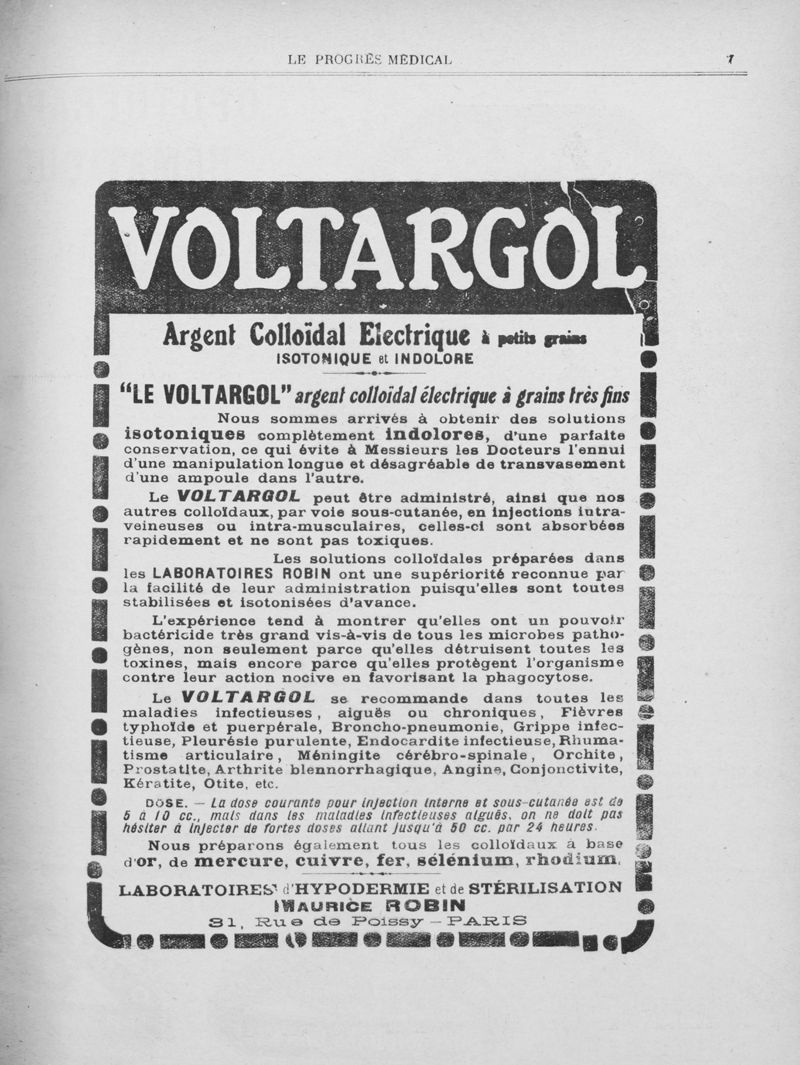 LE PROGRÈS MÉDICAL 7
VOLTARGOL
Argent Colloïdal Electrique à petits grains
ISOTONIQUE et INDOLORE
“LE VOLTARGOL” argent colloïdal électrique à grains très fins
Nous sommes arrivés à obtenir des solutions
isotoniques complètement indolores, d'une parfaite
conservation, ce qui évite à Messieurs les Docteurs l'ennui
d'une manipulation longue et désagréable de transvasement
d'une ampoule dans l'autre.
Le VOLTARGOL peut être administré, ainsi que nos
autres colloïdaux, par voie sous-cutanée, en injections intra-
veineuses ou intra-musculaires, celles-ci sont absorbées
rapidement et ne sont pas toxiques.
Les solutions colloïdales préparées dans
les LABORATOIRES ROBIN ont une supériorité reconnue par
la facilité de leur administration puisqu'elles sont toutes
stabilisées et isotonisées d'avance.
L'expérience tend à montrer qu'elles ont un pouvoir
bactéricide très grand vis-à-vis de tous les microbes patho-
gènes, non seulement parce qu'elles détruisent toutes les
toxines, mais encore parce qu'elles protègent l'organisme
contre leur action nocive en favorisant la phagocytose.
Le VOLTARGOL se recommande dans toutes les
maladies infectieuses, aiguës ou chroniques, Fièvres
typhoïde et puerpérale, Broncho-pneumonie, Grippe infec-
tieuse, Pleurésie purulente, Endocardite infectieuse, Rhuma-
tisme articulaire, Méningite cérébro-spinale, Orchite,
Prostatite, Arthrite blennorrhagique, Angine, Conjonctivite,
Kératite, Otite, etc.
DOSE. — La dose courante pour injection interne et sous-cutanée est de
5 à 10 cc., mais dans les maladies infectieuses aiguës, on ne doit pas
hésiter à injecter de fortes doses allant jusqu'à 50 cc. par 24 heures.
Nous préparons également tous les colloïdaux à base
d'or, de mercure, cuivre, fer, sélénium, rhodium.
LABORATOIRES d'HYPODERMIE et de STÉRILISATION
MAURICE ROBIN
31, Rue de Poissy — PARIS